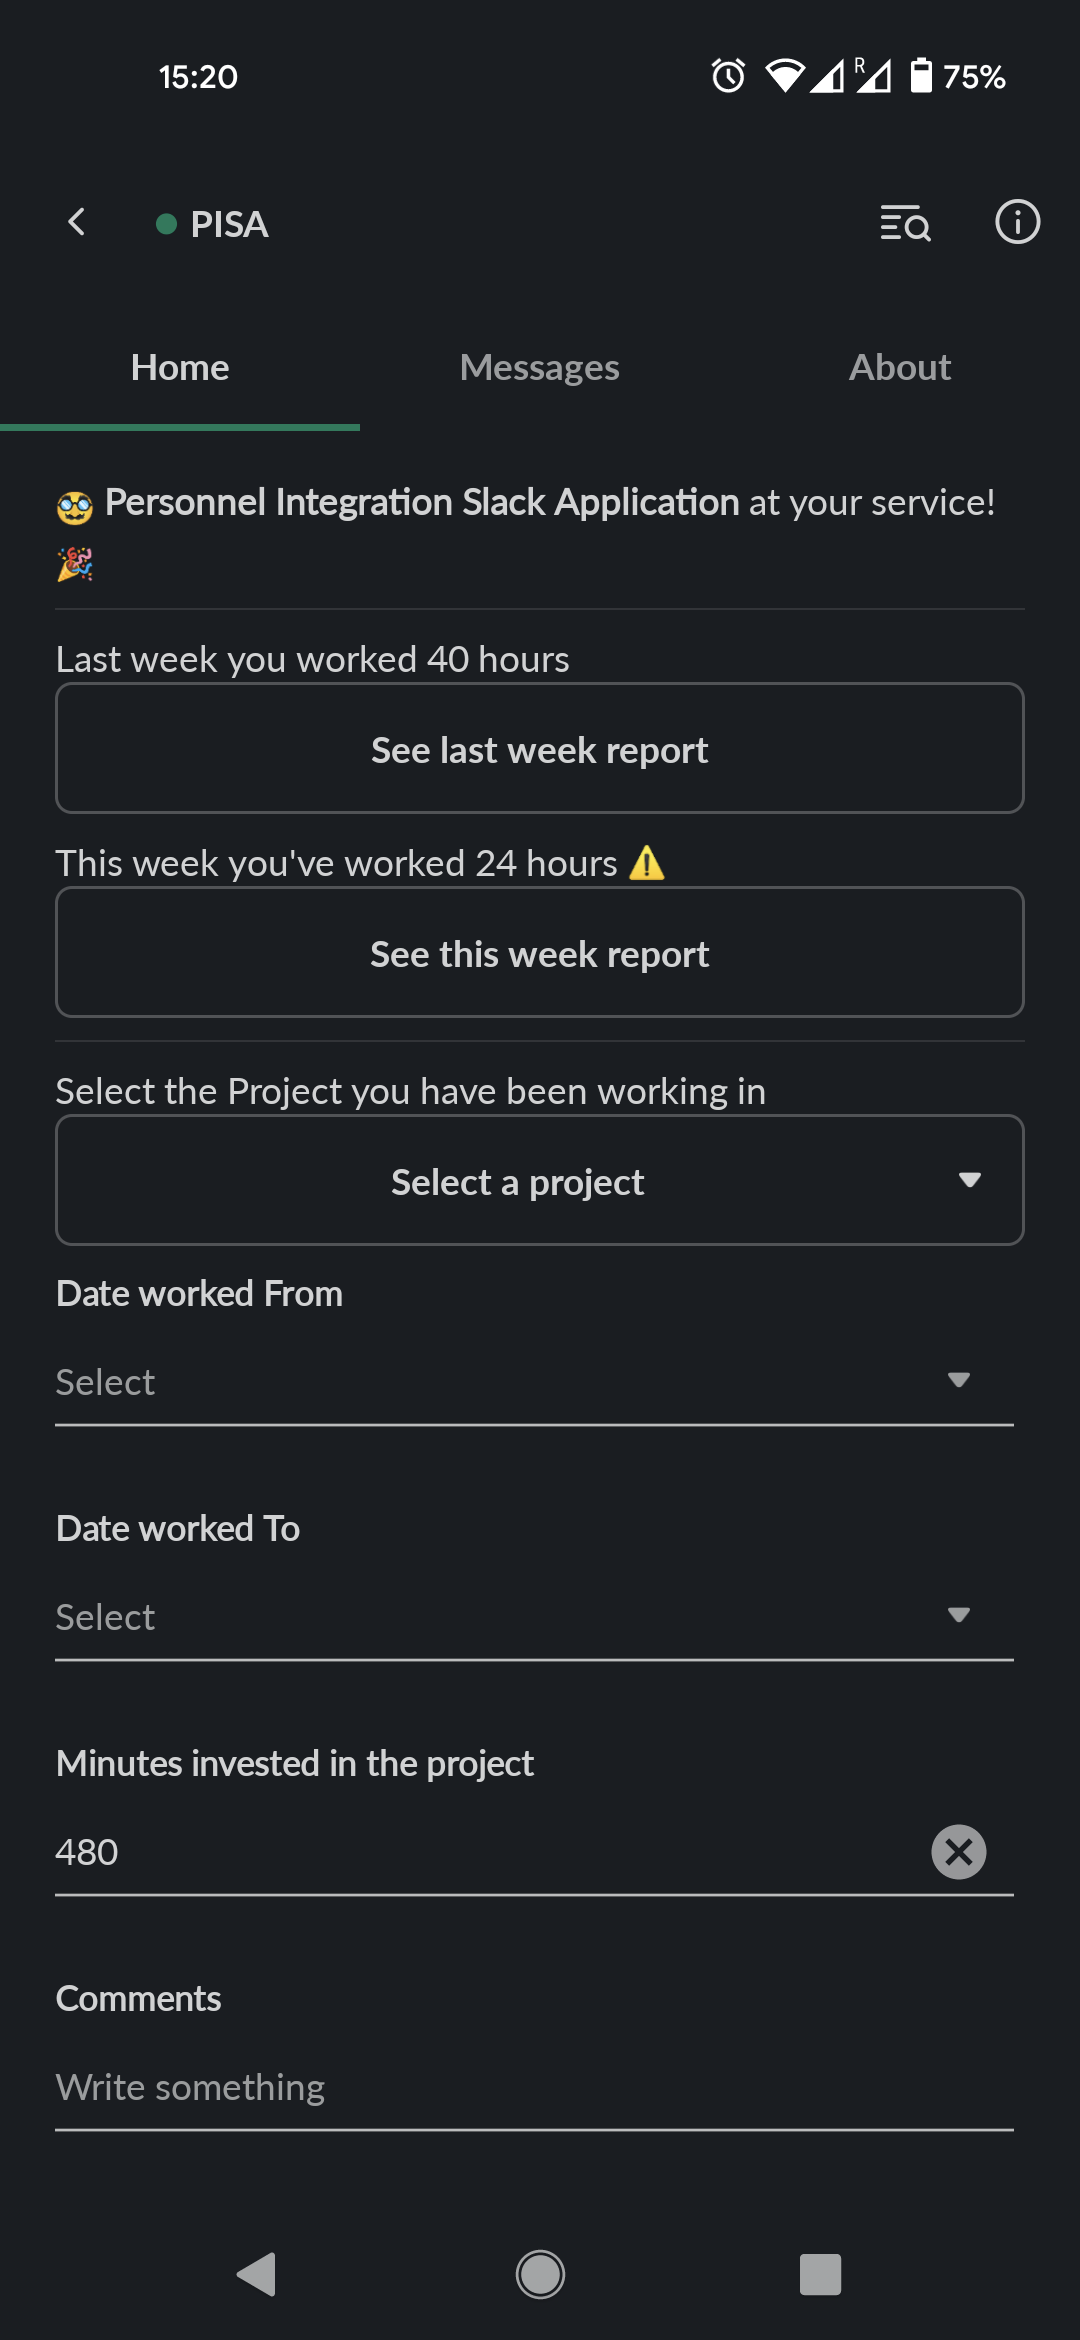 15:20
R
75%
PISA
Home
Messages
About
🥸 Personnel Integration Slack Application at your service!
🎉
Last week you worked 40 hours
See last week report
This week you've worked 24 hours ⚠️
See this week report
Select the Project you have been working in
Select a project
Date worked From
Select
Date worked To
Select
Minutes invested in the project
480
Comments
Write something